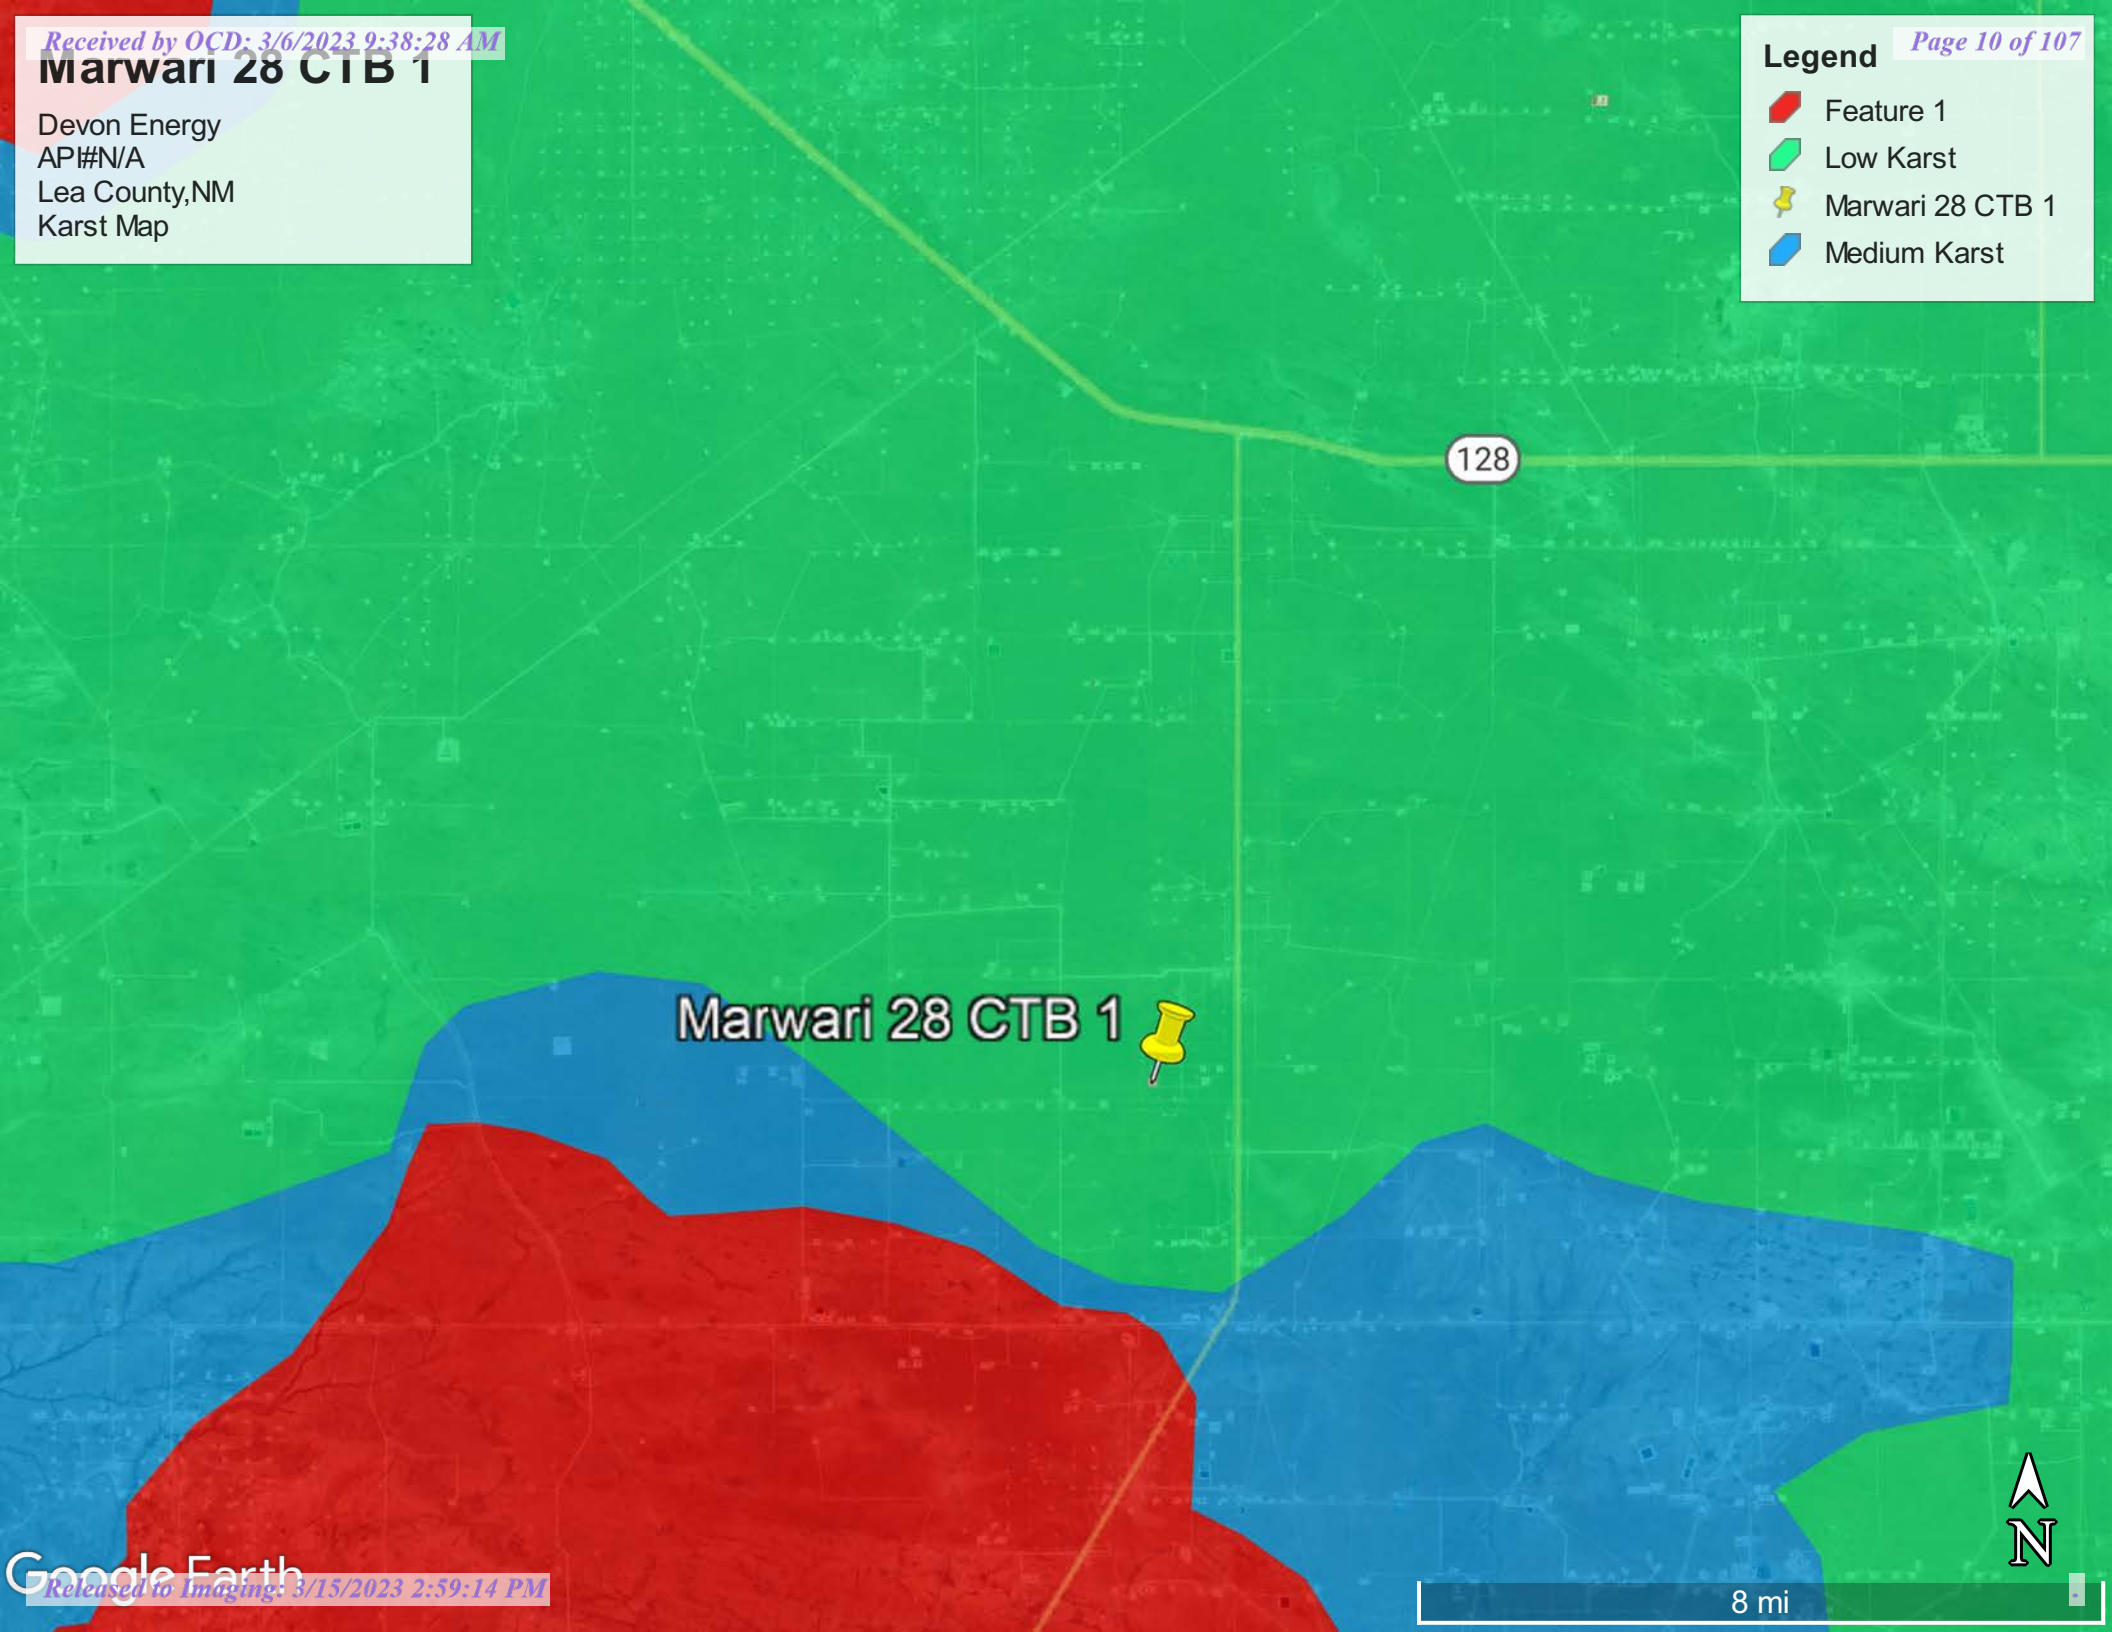 Received by OCD: 3/6/2023 9:38:28 AM
Page 10 of 107
Marwari 28 CTB 1
Devon Energy
API#N/A
Lea County,NM
Karst Map
Legend
Feature 1
Low Karst
Marwari 28 CTB 1
Medium Karst
128
Marwari 28 CTB 1
N
Google Earth
Released to Imaging: 3/15/2023 2:59:14 PM
8 mi